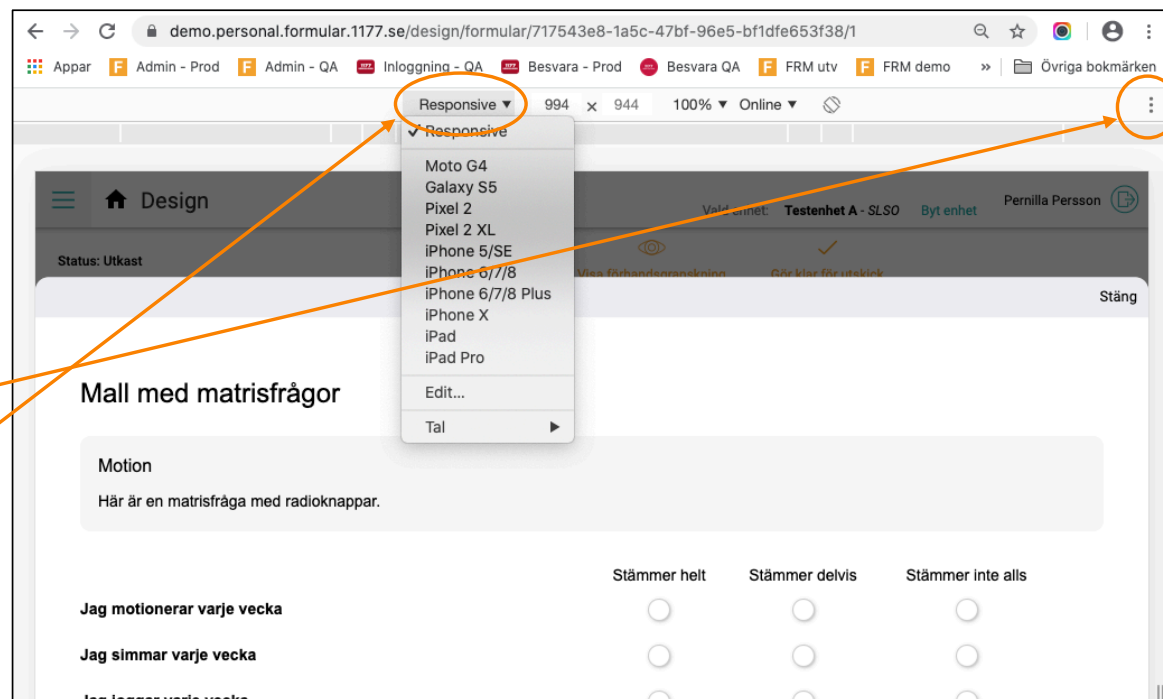 demo.personal.formular.1177.se/design/formular/717543e8-1a5c-47bf-96e5-bf1dfe653f38/1
Appar F Admin - Prod F Admin - QA Inloggning - QA Besvara - Prod Besvara QA F FRM utv F FRM demo » Övriga bokmärken
Responsive ▼ 994 x 944 100% ▼ Online ▼
✓ Responsive
Moto G4
Galaxy S5
Pixel 2
Pixel 2 XL
iPhone 5/SE
iPhone 6/7/8
iPhone 6/7/8 Plus
iPhone X
iPad
iPad Pro
Edit...
Tal ▶
Design
Vald enhet: Testenhet A - SLSO Byt enhet Pernilla Persson
Status: Utkast
Visa förhandsgranskning Gör klar för utskick
Stäng
Mall med matrisfrågor
Motion
Här är en matrisfråga med radioknappar.
Stämmer helt Stämmer delvis Stämmer inte alls
Jag motionerar varje vecka
Jag simmar varje vecka
Jag joggar varje vecka